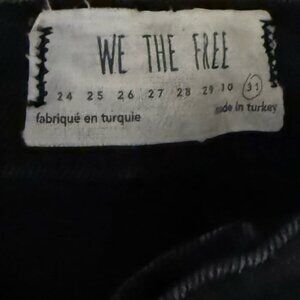 WE THE FREE
24 25 26 27 28 29 30 31
fabriqué en turquie
made in turkey